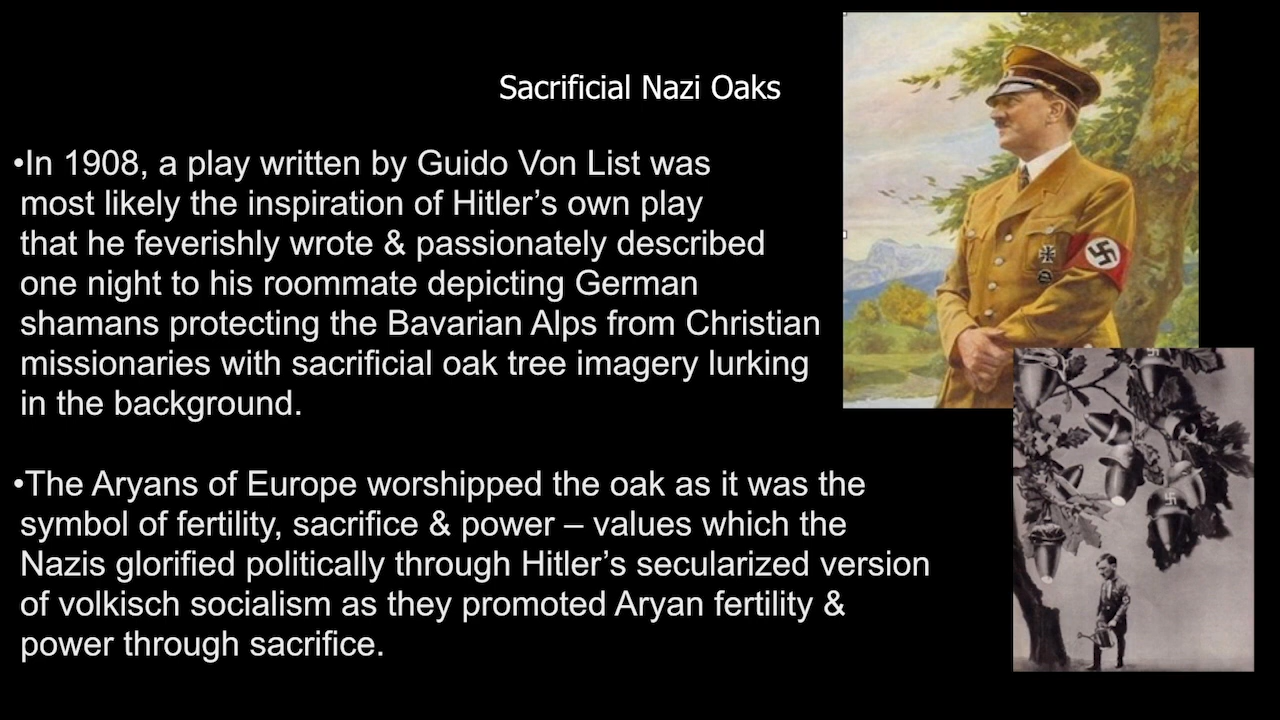 Sacrificial Nazi Oaks
•In 1908, a play written by Guido Von List was
most likely the inspiration of Hitler’s own play
that he feverishly wrote & passionately described
one night to his roommate depicting German
shamans protecting the Bavarian Alps from Christian
missionaries with sacrificial oak tree imagery lurking
in the background.
•The Aryans of Europe worshipped the oak as it was the
symbol of fertility, sacrifice & power – values which the
Nazis glorified politically through Hitler’s secularized version
of volkisch socialism as they promoted Aryan fertility &
power through sacrifice.